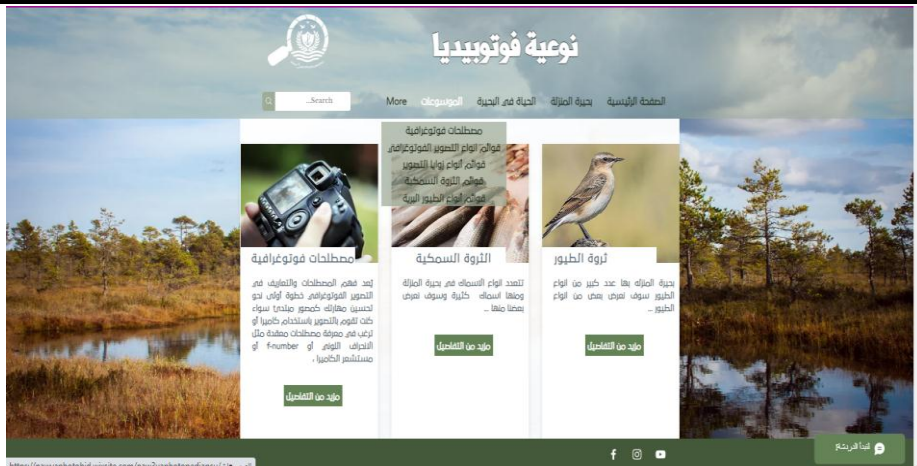 نوعية فوتوبيديا
الصفحة الرئيسية
بحيرة المنزلة
الحياة في البحيرة
الموسوعات
More
Search...
مصطلحات فوتوغرافية
قوائم انواع التصوير الفوتوغرافي
قوائم أنواع زوايا التصوير
قوائم الثروة السمكية
قوائم أنواع الطيور البرية
ثروة الطيور
بحيرة المنزله بها عدد كبير من انواع
الطيور سوف نعرض بعض من انواع
الطيور ...
مزيد من التفاصيل
الثروة السمكية
تتعدد انواع الاسماك في بحيرة المنزلة
ومنها اسماك كثيرة وسوف نعرض
بعضا منها ...
مزيد من التفاصيل
مصطلحات فوتوغرافية
يُعد فهم المصطلحات والتعاريف في
التصوير الفوتوغرافي خطوة أولى نحو
تحسين مهارتك كمصور مبتدئ سواء
كنت تقوم بالتصوير باستخدام كاميرا أو
ترغب في معرفة مصطلحات معقدة مثل
الانحراف اللوني أو f-number أو
مستشعر الكاميرا ،
مزيد من التفاصيل